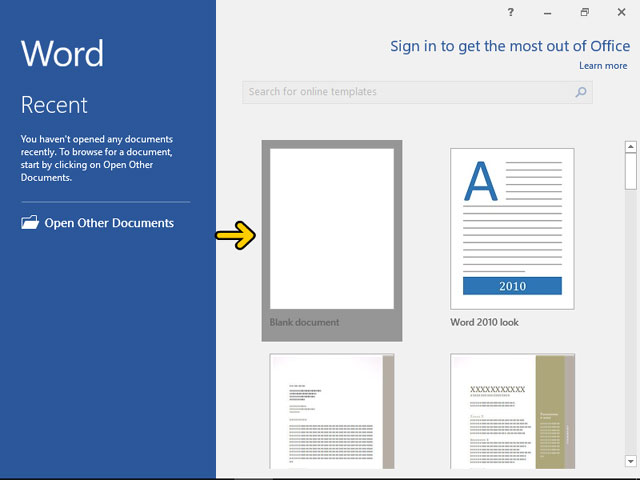 ?
Word
Sign in to get the most out of Office
Learn more
Search for online templates
Recent
You haven't opened any documents
recently. To browse for a document,
start by clicking on Open Other
Documents.
Open Other Documents
A
2010
Blank document
Word 2010 look
XXXXXXXXXXX